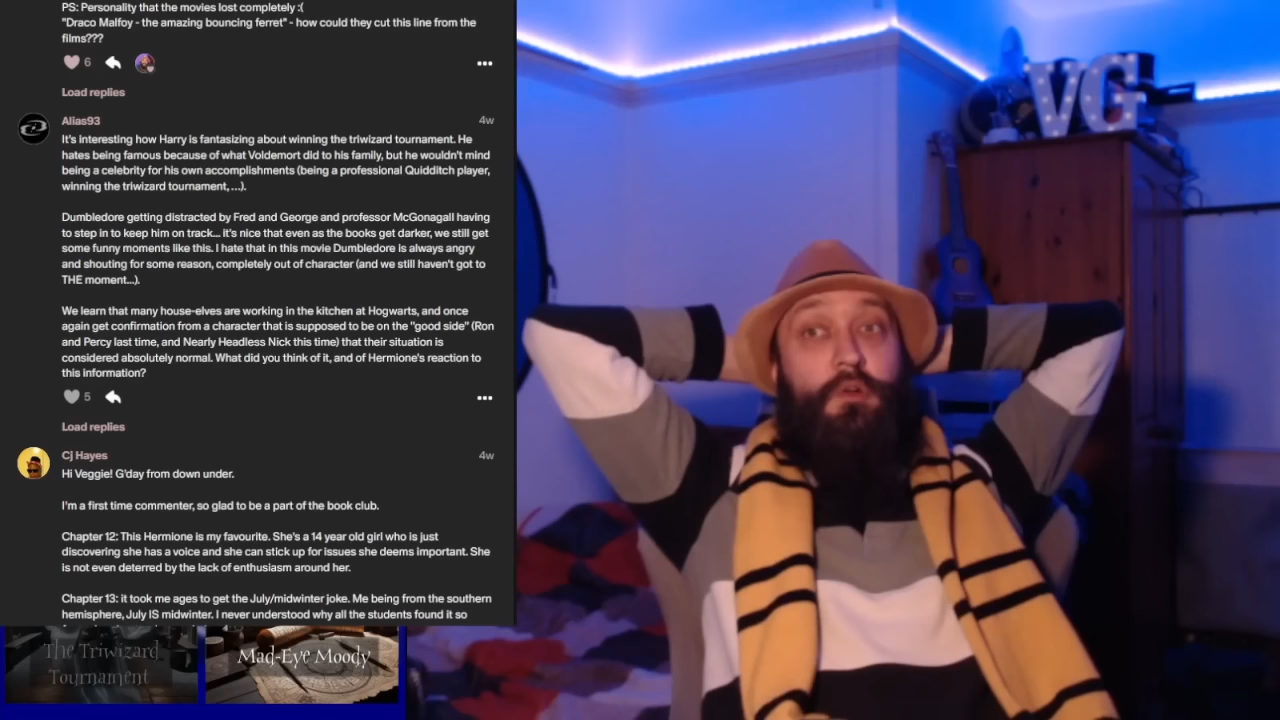 PS: Personality that the movies lost completely :(
"Draco Malfoy - the amazing bouncing ferret" - how could they cut this line from the
films???
6
Load replies
Alias93
4w
It's interesting how Harry is fantasizing about winning the triwizard tournament. He
hates being famous because of what Voldemort did to his family, but he wouldn't mind
being a celebrity for his own accomplishments (being a professional Quidditch player,
winning the triwizard tournament, ...).
Dumbledore getting distracted by Fred and George and professor McGonagall having
to step in to keep him on track... it's nice that even as the books get darker, we still get
some funny moments like this. I hate that in this movie Dumbledore is always angry
and shouting for some reason, completely out of character (and we still haven't got to
THE moment...).
We learn that many house-elves are working in the kitchen at Hogwarts, and once
again get confirmation from a character that is supposed to be on the "good side" (Ron
and Percy last time, and Nearly Headless Nick this time) that their situation is
considered absolutely normal. What did you think of it, and of Hermione's reaction to
this information?
5
Load replies
Cj Hayes
4w
Hi Veggie! G'day from down under.
I'm a first time commenter, so glad to be a part of the book club.
Chapter 12: This Hermione is my favourite. She's a 14 year old girl who is just
discovering she has a voice and she can stick up for issues she deems important. She
is not even deterred by the lack of enthusiasm around her.
Chapter 13: it took me ages to get the July/midwinter joke. Me being from the southern
hemisphere, July IS midwinter. I never understood why all the students found it so
The Triwizard
Tournament
Mad-Eye Moody
VG